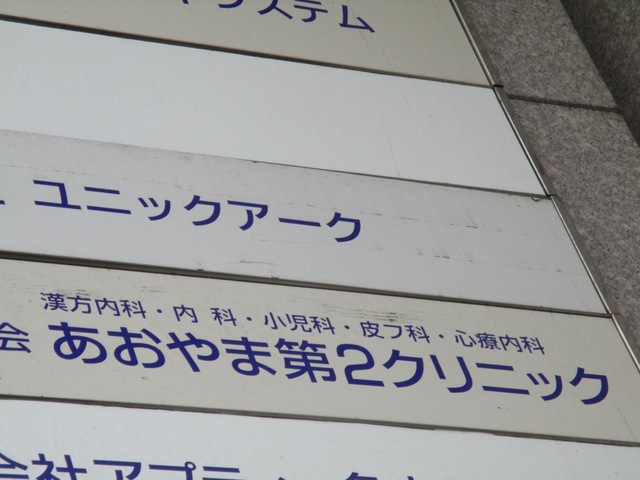 システム
ユニックアーク
漢方内科・内 科・小児科・皮フ科・心療内科
会 あおやま第2クリニック
会社アプティ